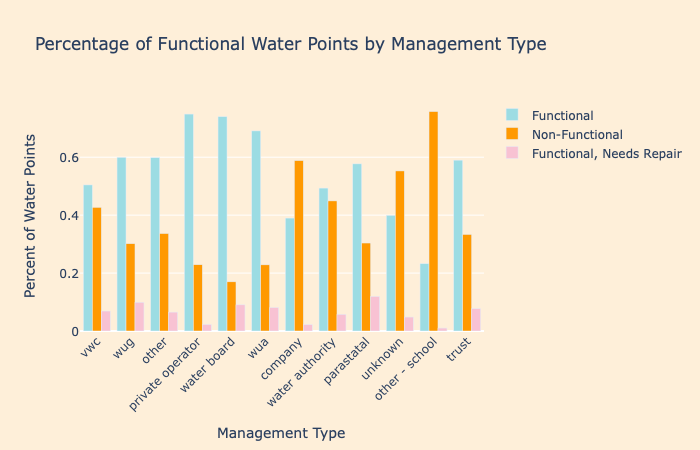 Percentage of Functional Water Points by Management Type
Functional
Non-Functional
Functional, Needs Repair
Percent of Water Points
0.6
0.4
0.2
0
vwc
wug
other
private operator
water board
wua
company
water authority
parastatal
unknown
other - school
trust
Management Type